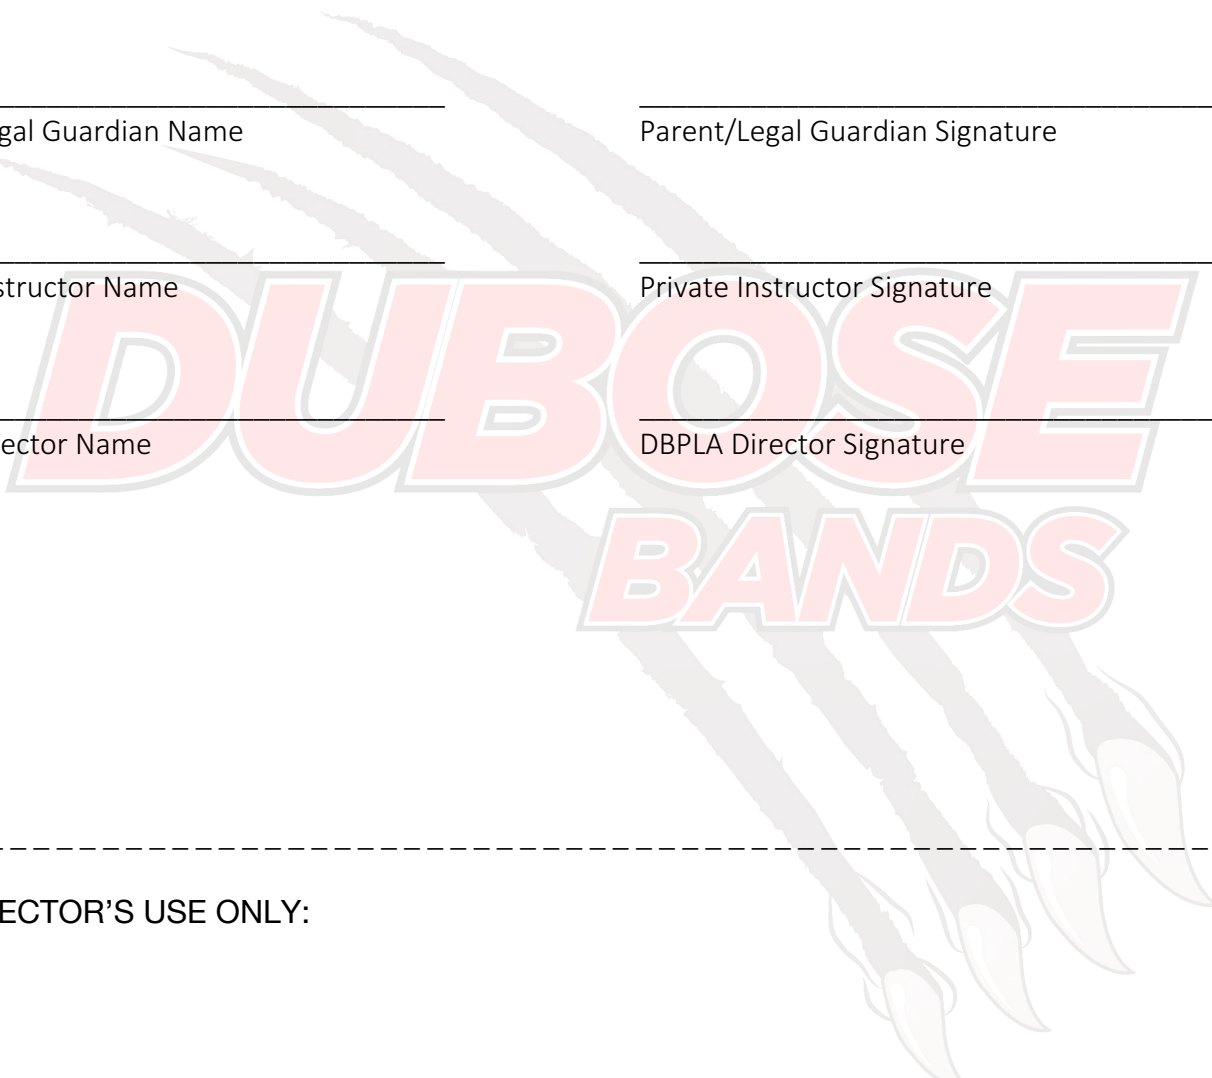 gal Guardian Name Parent/Legal Guardian Signature
structor Name Private Instructor Signature
ector Name DBPLA Director Signature
DUBOSE
BANDS
ECTOR’S USE ONLY: